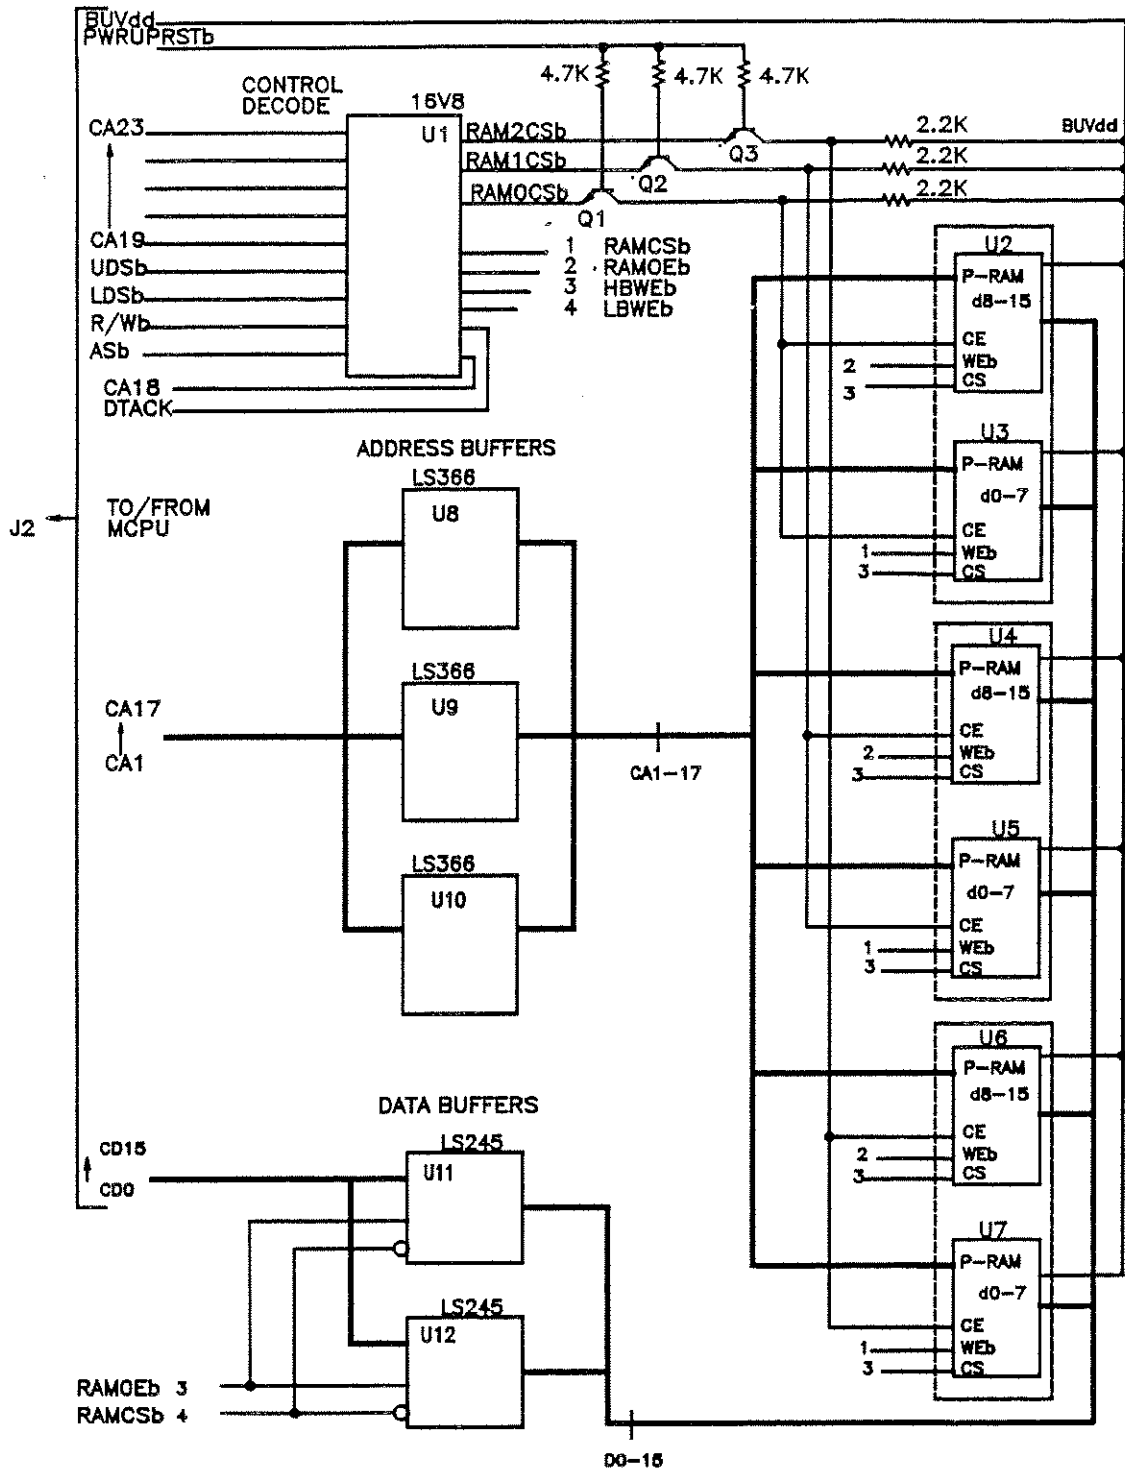 BUVdd
PWRUPRSTb
4.7K
4.7K
4.7K
CONTROL
DECODE
16V8
U1
CA23
CA19
UDSb
LDSb
R/Wb
ASb
CA18
DTACK
RAM2CSb
RAM1CSb
RAM0CSb
Q3
Q2
Q1
2.2K
2.2K
2.2K
BUVdd
1 RAMCSb
2 RAMOEb
3 HBWEb
4 LBWEb
U2
P-RAM
d8-15
CE
2 WEb
3 CS
U3
P-RAM
d0-7
CE
1 WEb
3 CS
ADDRESS BUFFERS
LS366
U8
J2
TO/FROM
MCPU
LS366
U9
CA17
CA1
CA1-17
LS366
U10
U4
P-RAM
d8-15
CE
2 WEb
3 CS
U5
P-RAM
d0-7
CE
1 WEb
3 CS
U6
P-RAM
d8-15
CE
2 WEb
3 CS
U7
P-RAM
d0-7
CE
1 WEb
3 CS
DATA BUFFERS
LS245
U11
CD15
CD0
LS245
U12
RAMOEb 3
RAMCSb 4
D0-15